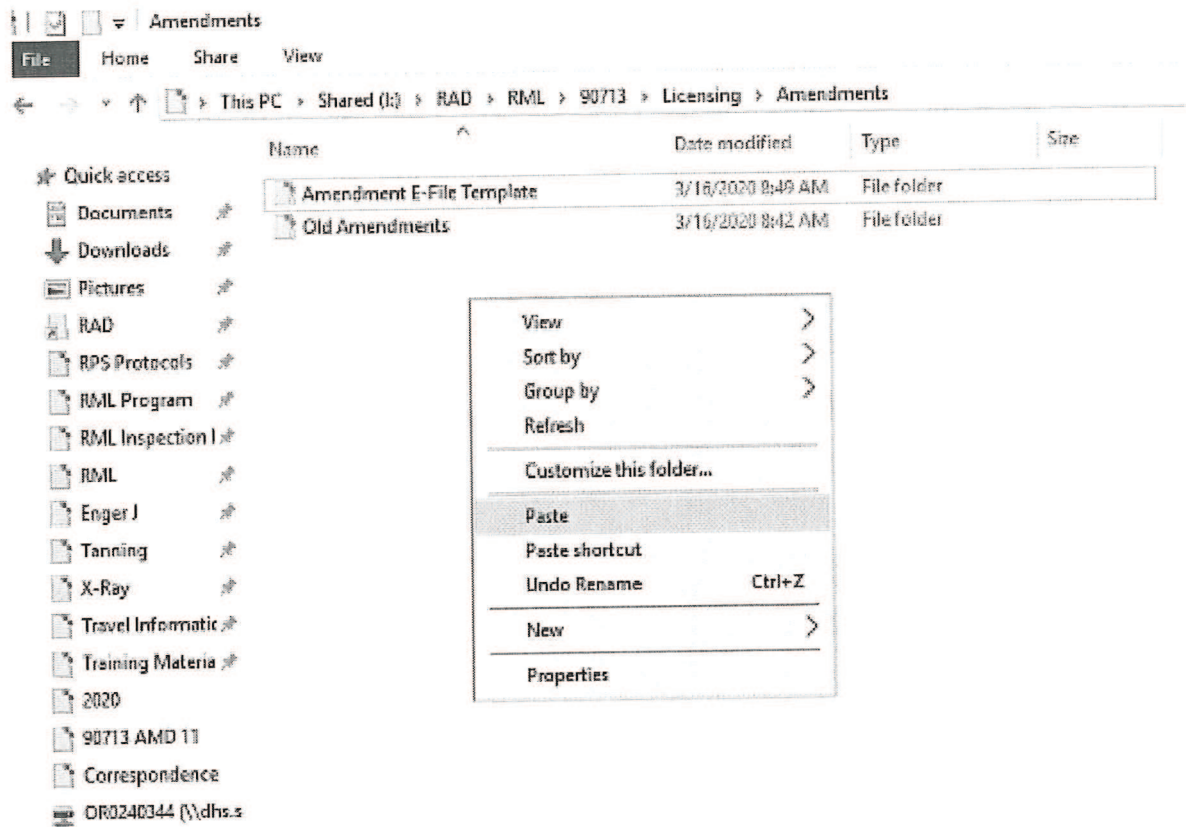 Amendments
File Home Share View
This PC > Shared (I:) > RAD > RML > 90713 > Licensing > Amendments
Name Date modified Type Size
Quick access
Amendment E-File Template 3/16/2020 8:49 AM File folder
Documents
Old Amendments 3/16/2020 8:42 AM File folder
Downloads
Pictures
RAD
RPS Protocols
RML Program
RML Inspection I
RML
Enger J
Tanning
X-Ray
Travel Informatic
Training Materia
2020
90713 AMD 11
Correspondence
OR0240344 (\\dhs.s
View
Sort by
Group by
Refresh
Customize this folder...
Paste
Paste shortcut
Undo Rename Ctrl+Z
New
Properties